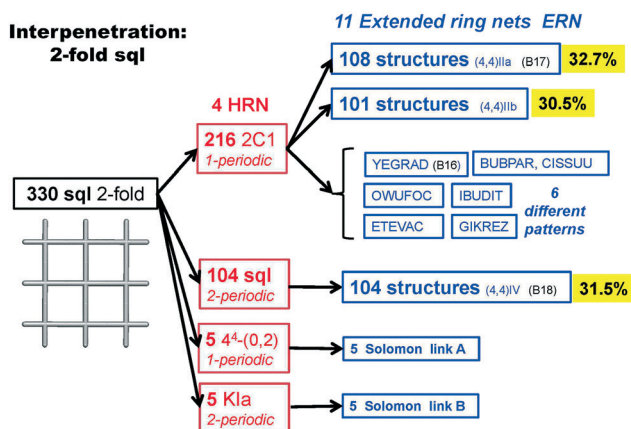 Interpenetration:
2-fold sql
11 Extended ring nets ERN
108 structures (4,4)IIa (B17) 32.7%
4 HRN
101 structures (4,4)IIb 30.5%
216 2C1
1-periodic
YEGRAD (B16)
BUBPAR, CISSUU
OWUFOC
IBUDIT
ETEVAC
GIKREZ
6
different
patterns
330 sql 2-fold
104 sql
2-periodic
104 structures (4,4)IV (B18) 31.5%
5 4⁴-(0,2)
1-periodic
5 Solomon link A
5 KIa
2-periodic
5 Solomon link B